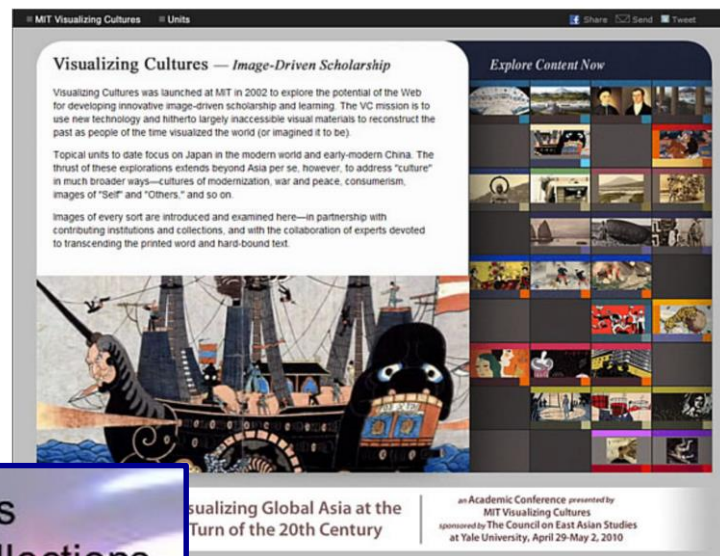 MIT Visualizing Cultures Units Share Send Tweet
Visualizing Cultures — Image-Driven Scholarship
Visualizing Cultures was launched at MIT in 2002 to explore the potential of the Web
for developing innovative image-driven scholarship and learning. The VC mission is to
use new technology and hitherto largely inaccessible visual materials to reconstruct the
past as people of the time visualized the world (or imagined it to be).
Topical units to date focus on Japan in the modern world and early-modern China. The
thrust of these explorations extends beyond Asia per se, however, to address "culture"
in much broader ways—cultures of modernization, war and peace, consumerism,
images of "Self" and "Others," and so on.
Images of every sort are introduced and examined here—in partnership with
contributing institutions and collections, and with the collaboration of experts devoted
to transcending the printed word and hard-bound text.
Explore Content Now
s
llections
sualizing Global Asia at the
Turn of the 20th Century
an Academic Conference presented by
MIT Visualizing Cultures
sponsored by The Council on East Asian Studies
at Yale University, April 29-May 2, 2010